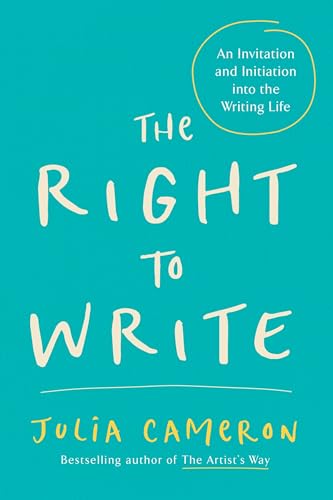 An Invitation
and Initiation
into the
Writing Life
THE
RIGHT
TO
WRITE
JULIA CAMERON
Bestselling author of The Artist's Way